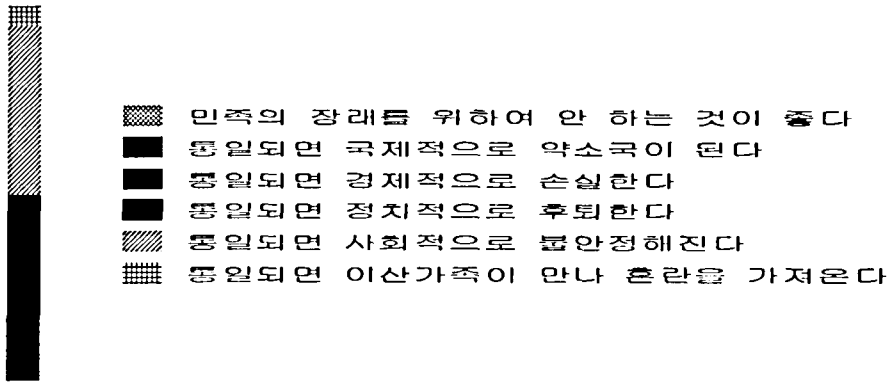 민족의 장래를 위하여 안 하는 것이 좋다
통일되면 국제적으로 약소국이 된다
통일되면 경제적으로 손실한다
통일되면 정치적으로 후퇴한다
통일되면 사회적으로 불안정해진다
통일되면 이산가족이 만나 혼란을 가져온다